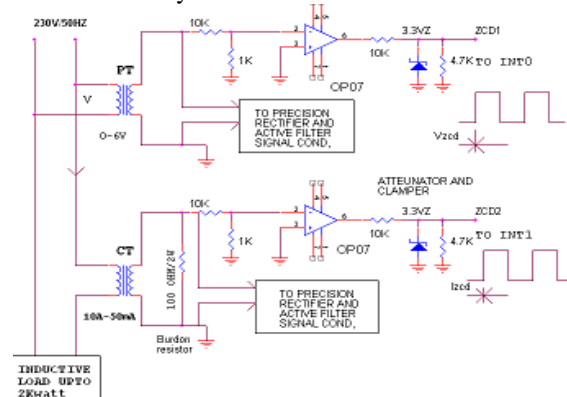 230V/50HZ
10K
3.3VZ
ZCD1
PT
2
3
6
10K
4.7K
TO INT0
1K
OP07
V
TO PRECISION
RECTIFIER AND
ACTIVE FILTER
SIGNAL COND,
Vzcd
0-6V
ATTEUNATOR AND
CLAMPER
10K
3.3VZ
ZCD2
6
10K
4.7K
TO INT1
1K
OP07
CT
100 OHM/2W
TO PRECISION
RECTIFIER AND
ACTIVE FILTER
SIGNAL COND,
Izcd
10A-50mA
Burdon
resistor
INDUCTIVE
LOAD UPTO
2Kwatt